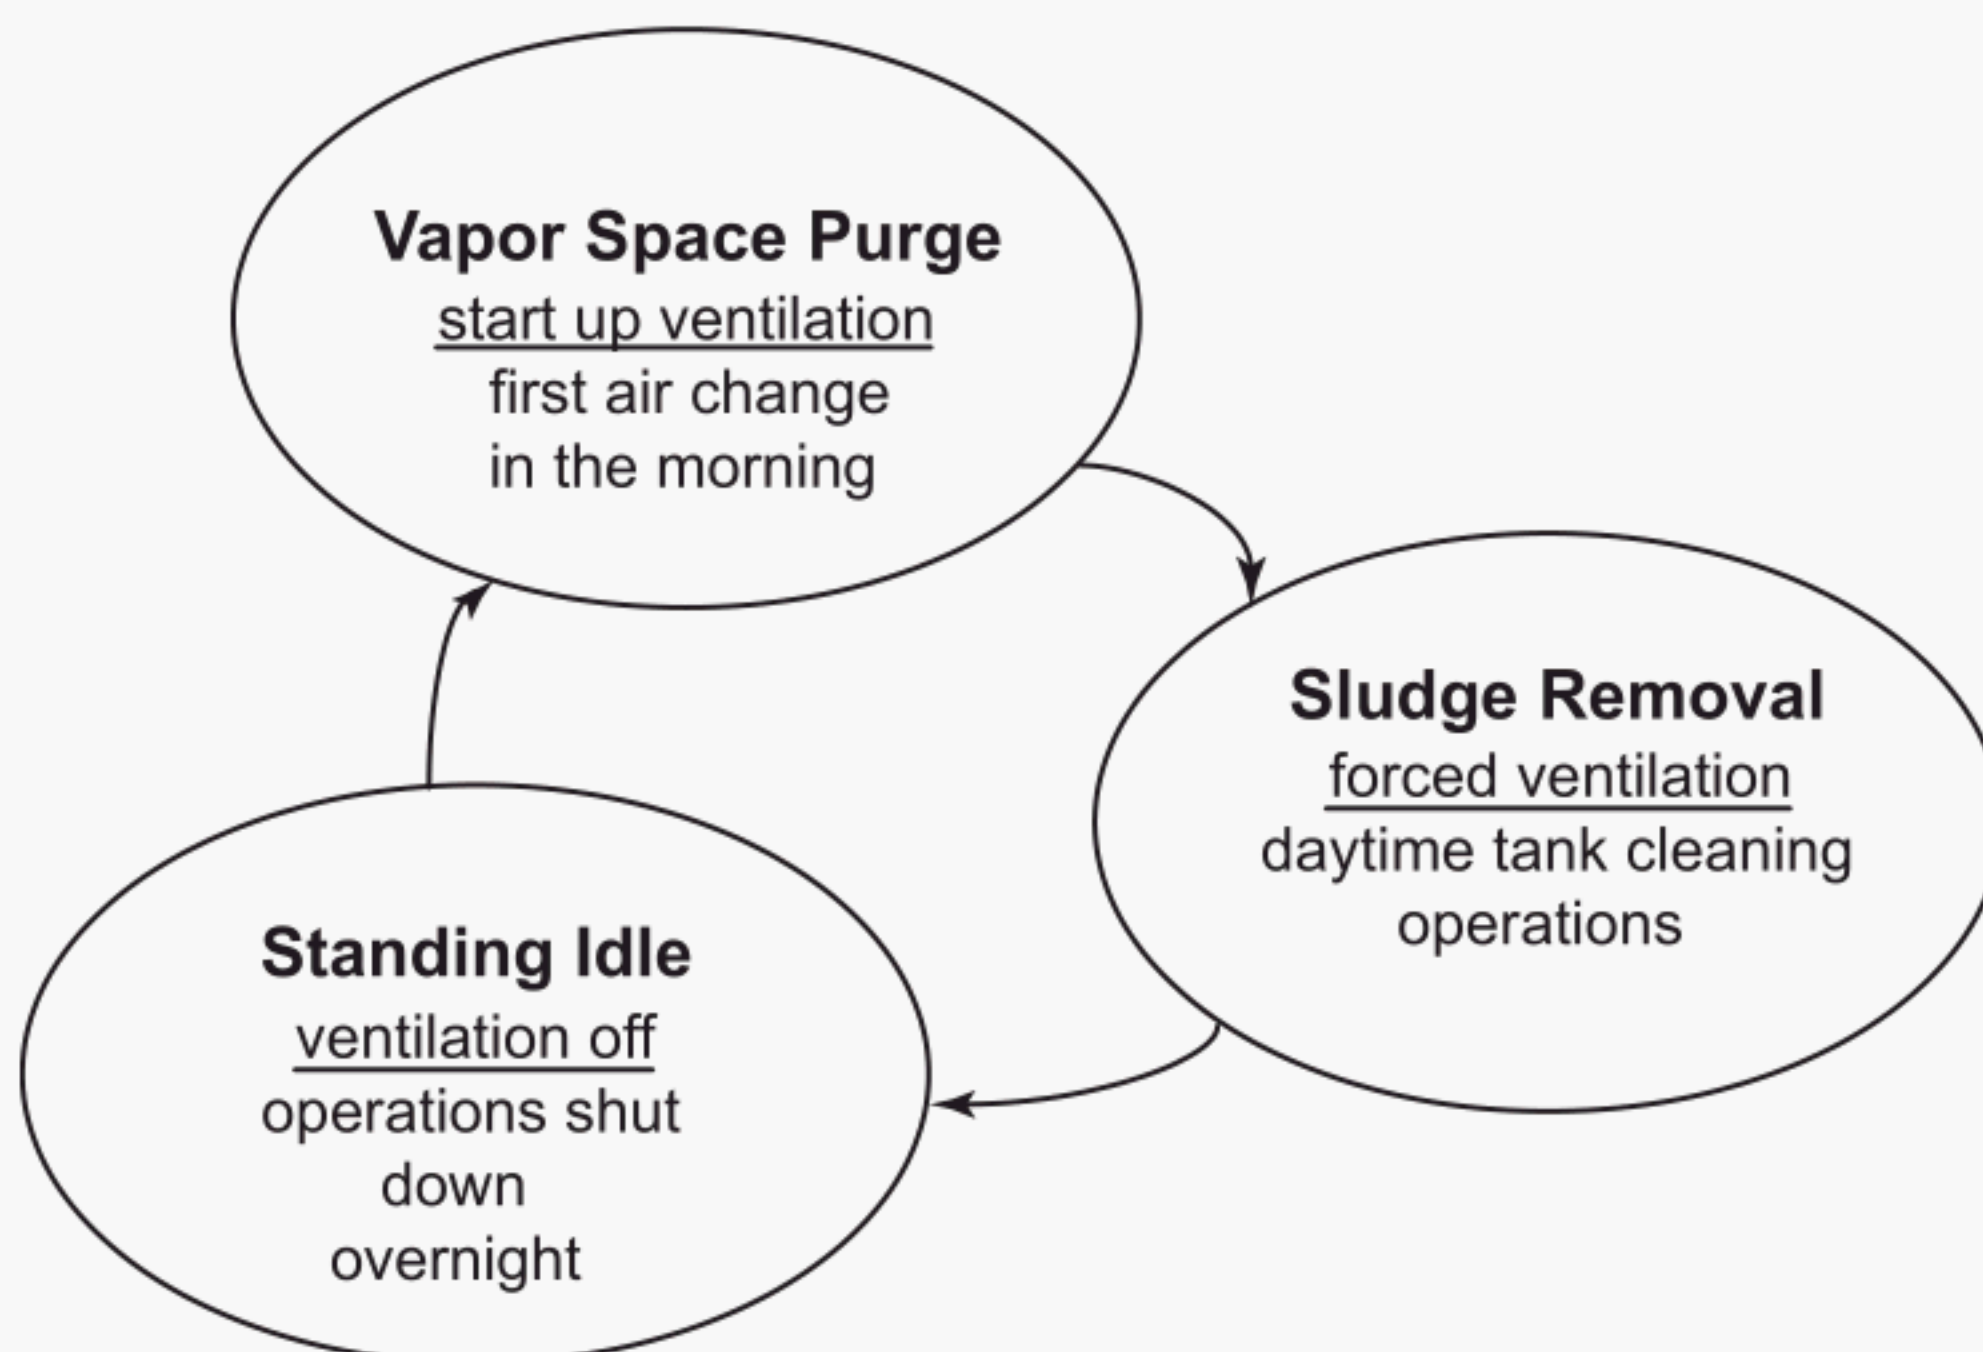 Vapor Space Purge
start up ventilation
first air change
in the morning
Sludge Removal
forced ventilation
daytime tank cleaning
operations
Standing Idle
ventilation off
operations shut
down
overnight